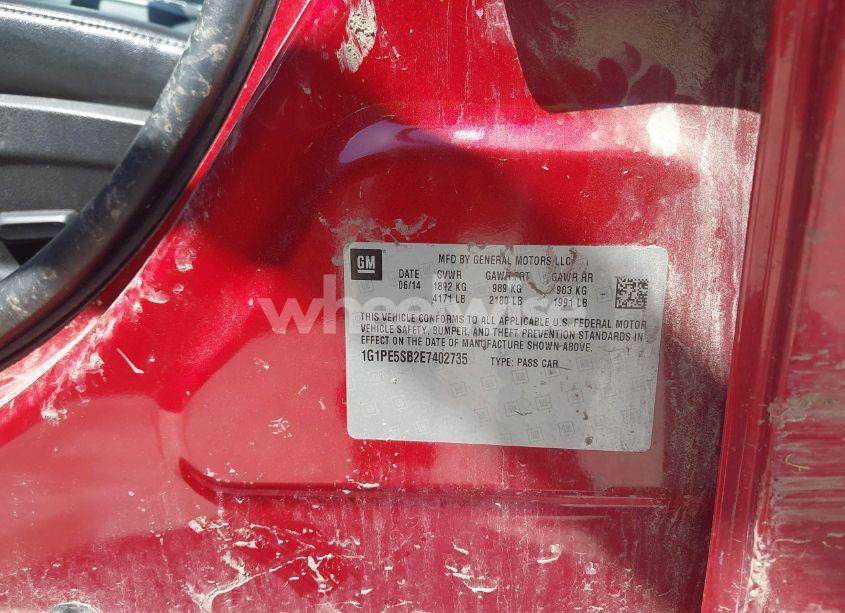 GM
MFD BY GENERAL MOTORS LLC
DATE GVWR GAWR FRT GAWR RR
06/14 1892 KG 989 KG 903 KG
4171 LB 2180 LB 1991 LB
THIS VEHICLE CONFORMS TO ALL APPLICABLE U.S. FEDERAL MOTOR
VEHICLE SAFETY, BUMPER, AND THEFT PREVENTION STANDARDS IN
EFFECT ON THE DATE OF MANUFACTURE SHOWN ABOVE.
1G1PE5SB2E7402735 TYPE: PASS CAR